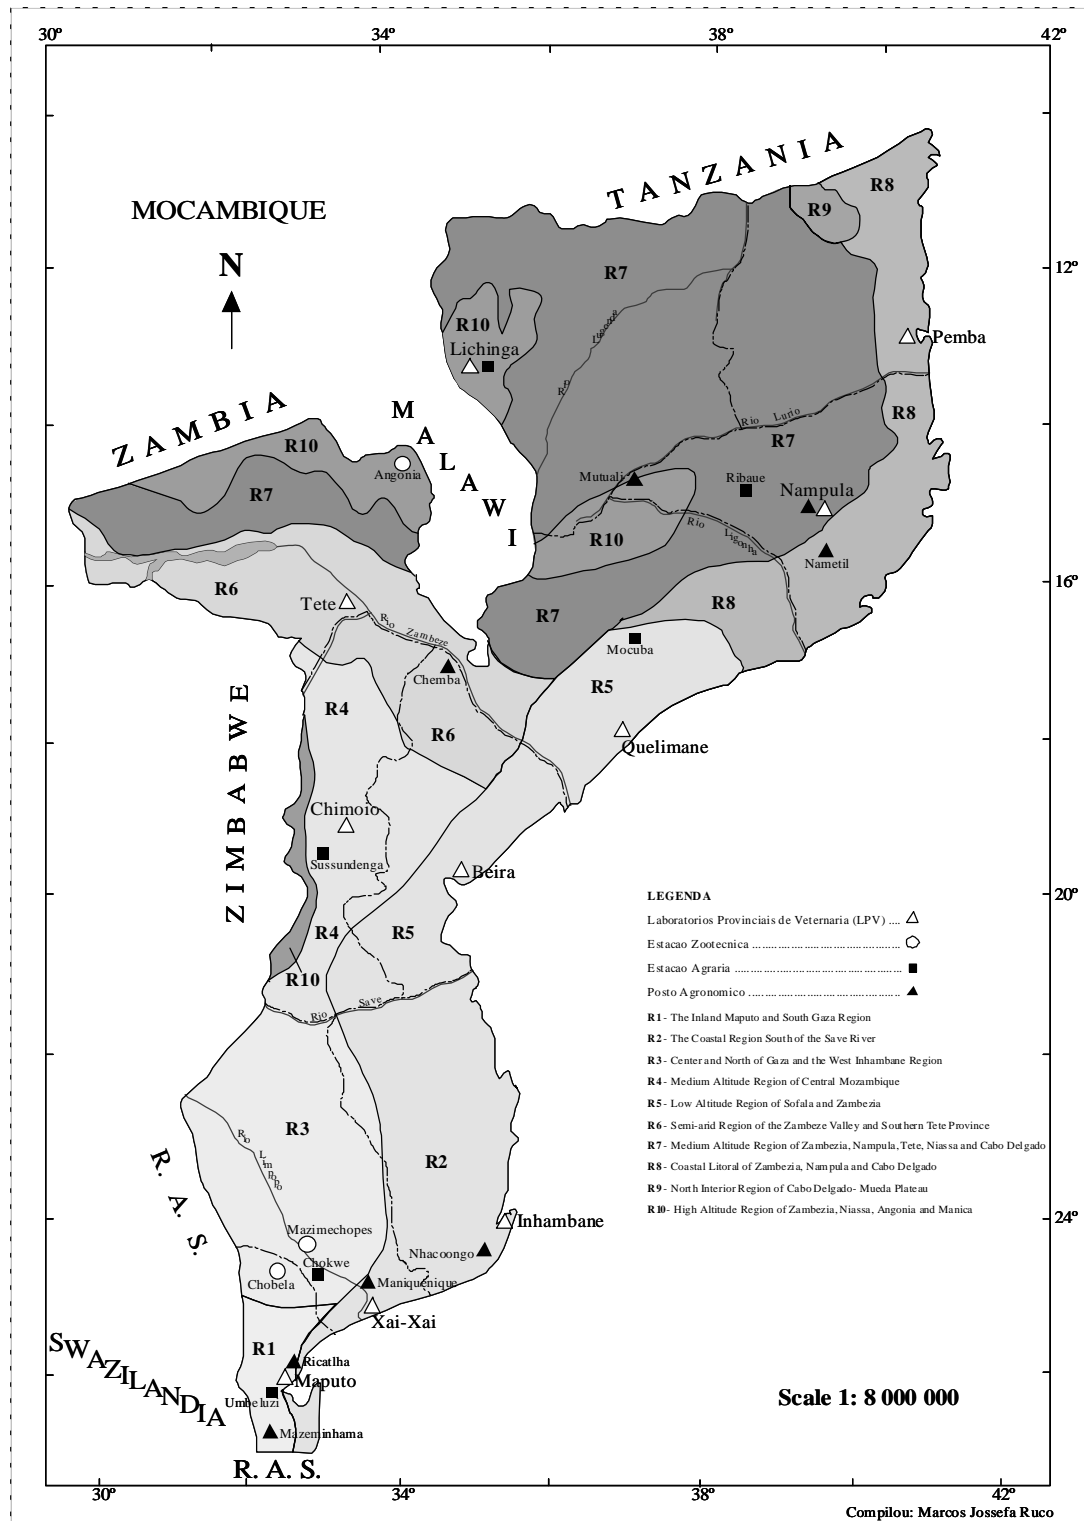 30º 34º 38º 42º
TANZANIA
R8
R9
MOCAMBIQUE
N
R7
12º
R10
Lichinga
Rio Lugenda
Pemba
ZAMBIA
MALAWI
R10
R7
Angonia
Rio Lurio
R8
R7
Mutuali
Ribaue
Nampula
Rio Ligonha
R10
Nametil
16º
R6
Tete
Rio Zambeze
R7
R8
Mocuba
Chemba
R5
ZIMBABWE
R4
R6
Quelimane
Chimoio
Sussundenga
Beira
20º
R4
R5
R10
Rio Save
LEGENDA
Laboratorios Provinciais de Veternaria (LPV) ....
Estacao Zootecnica ................................................
Estacao Agraria ......................................................
Posto Agronomico .................................................
R1 - The Inland Maputo and South Gaza Region
R2 - The Coastal Region South of the Save River
R3 - Center and North of Gaza and the West Inhambane Region
R4 - Medium Altitude Region of Central Mozambique
R5 - Low Altitude Region of Sofala and Zambezia
R6 - Semi-arid Region of the Zambeze Valley and Southern Tete Province
R7 - Medium Altitude Region of Zambezia, Nampula, Tete, Niassa and Cabo Delgado
R8 - Coastal Litoral of Zambezia, Nampula and Cabo Delgado
R9 - North Interior Region of Cabo Delgado- Mueda Plateau
R10 - High Altitude Region of Zambezia, Niassa, Angonia and Manica
R3
Rio Limpopo
R2
R. A. S.
24º
Inhambane
Mazimechopes
Nhacoongo
Chokwe
Chobela
Maniquenique
Xai-Xai
R1
Ricatlha
Maputo
Umbeluzi
Mazeminhama
SWAZILANDIA
R. A. S.
Scale 1: 8 000 000
30º 34º 38º 42º
Compilou: Marcos Jossefa Ruco